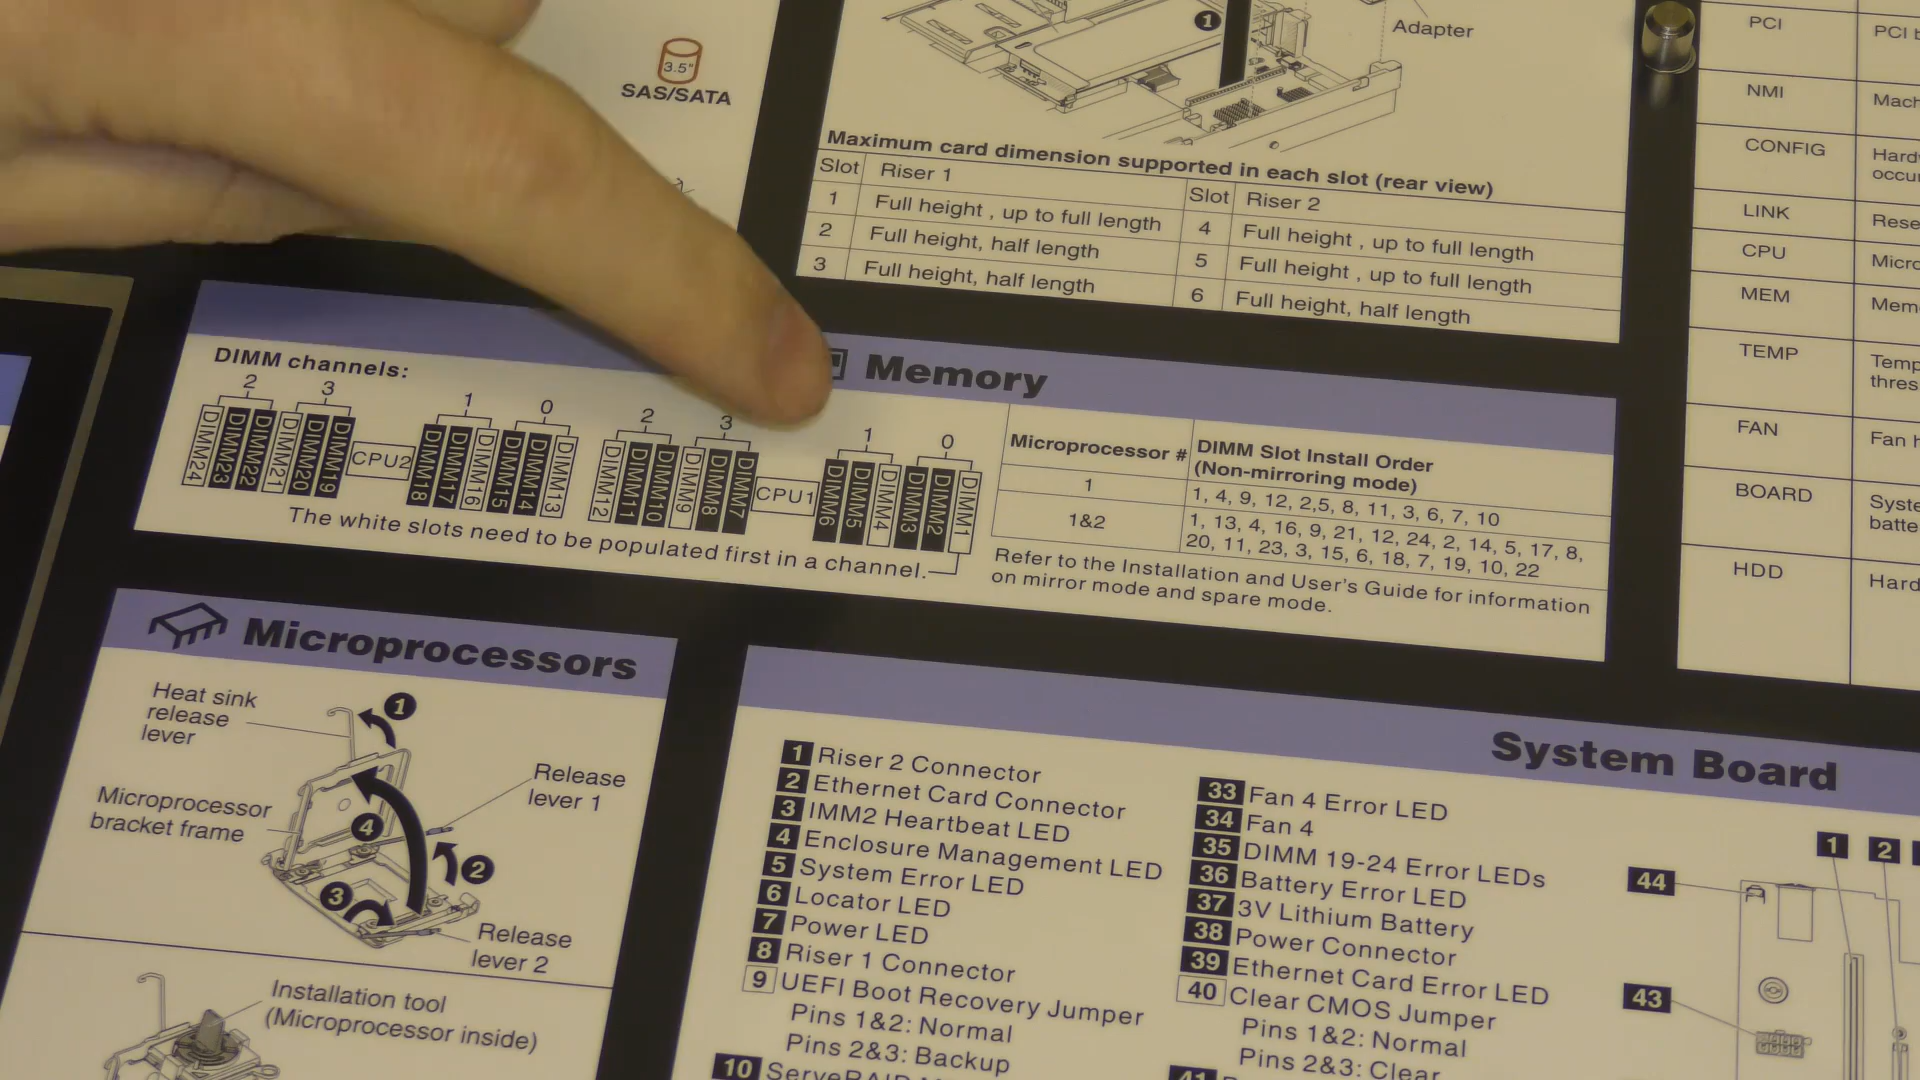 3.5"
SAS/SATA
1
Adapter
Maximum card dimension supported in each slot (rear view)
Slot Riser 1 Slot Riser 2
1 Full height , up to full length 4 Full height , up to full length
2 Full height, half length 5 Full height , up to full length
3 Full height, half length 6 Full height, half length
PCI PCI
NMI
CONFIG
LINK
CPU
MEM
TEMP
FAN Fan
BOARD
HDD
Memory
DIMM channels:
2 3 1 0 2 3 1 0
DIMM24 DIMM23 DIMM22 DIMM21 DIMM20 DIMM19 CPU2 DIMM18 DIMM17 DIMM16 DIMM15 DIMM14 DIMM13 DIMM12 DIMM11 DIMM10 DIMM9 DIMM8 DIMM7 CPU1 DIMM6 DIMM5 DIMM4 DIMM3 DIMM2 DIMM1
The white slots need to be populated first in a channel.
Microprocessor # DIMM Slot Install Order
(Non-mirroring mode)
1 1, 4, 9, 12, 2,5, 8, 11, 3, 6, 7, 10
1&2 1, 13, 4, 16, 9, 21, 12, 24, 2, 14, 5, 17, 8,
20, 11, 23, 3, 15, 6, 18, 7, 19, 10, 22
Refer to the Installation and User's Guide for information
on mirror mode and spare mode.
Microprocessors
Heat sink
release
lever
1
Release
lever 1
Microprocessor
bracket frame
4
2
3
Release
lever 2
Installation tool
(Microprocessor inside)
System Board
1 Riser 2 Connector
2 Ethernet Card Connector
3 IMM2 Heartbeat LED
4 Enclosure Management LED
5 System Error LED
6 Locator LED
7 Power LED
8 Riser 1 Connector
9 UEFI Boot Recovery Jumper
Pins 1&2: Normal
Pins 2&3: Backup
10
33 Fan 4 Error LED
34 Fan 4
35 DIMM 19-24 Error LEDs
36 Battery Error LED
37 3V Lithium Battery
38 Power Connector
39 Ethernet Card Error LED
40 Clear CMOS Jumper
Pins 1&2: Normal
Pins 2&3: Clear
41
1 2
44
43